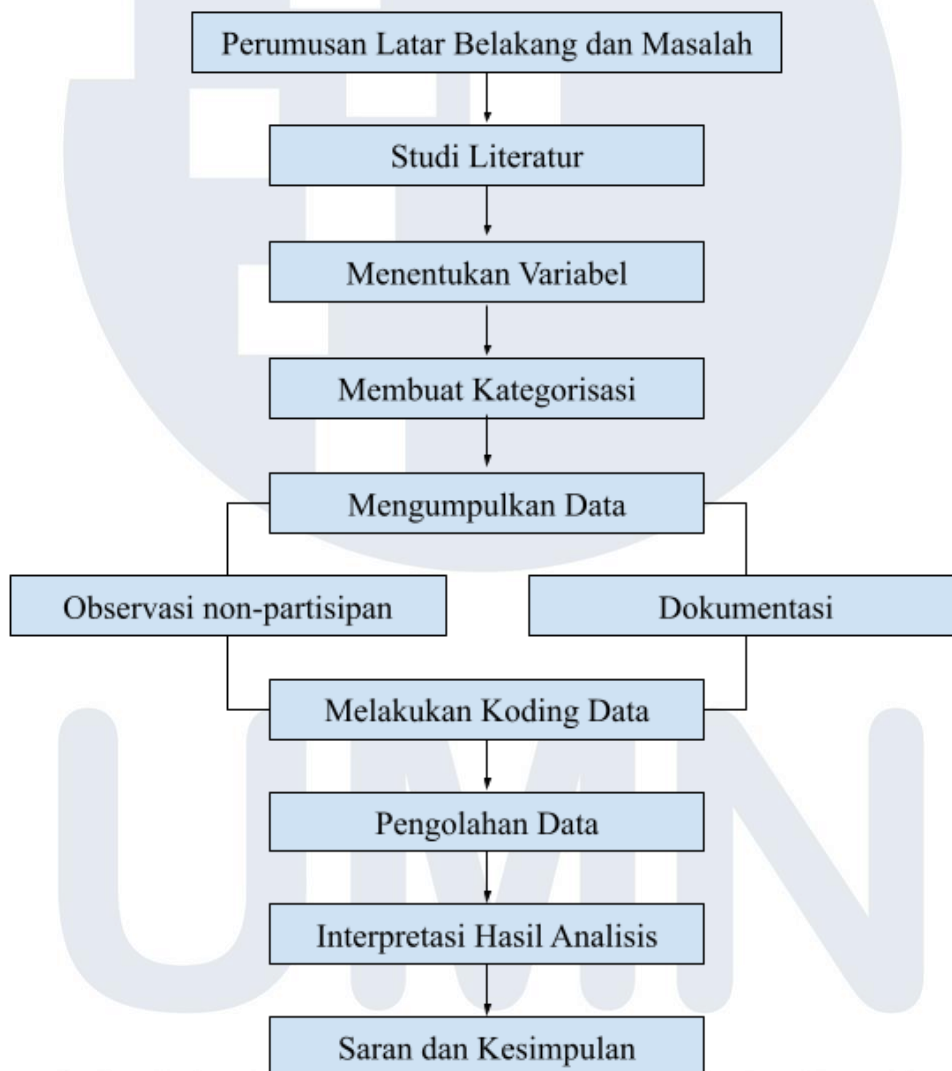 Perumusan Latar Belakang dan Masalah
Studi Literatur
Menentukan Variabel
Membuat Kategorisasi
Mengumpulkan Data
Observasi non-partisipan
Dokumentasi
Melakukan Koding Data
Pengolahan Data
Interpretasi Hasil Analisis
Saran dan Kesimpulan
UMN